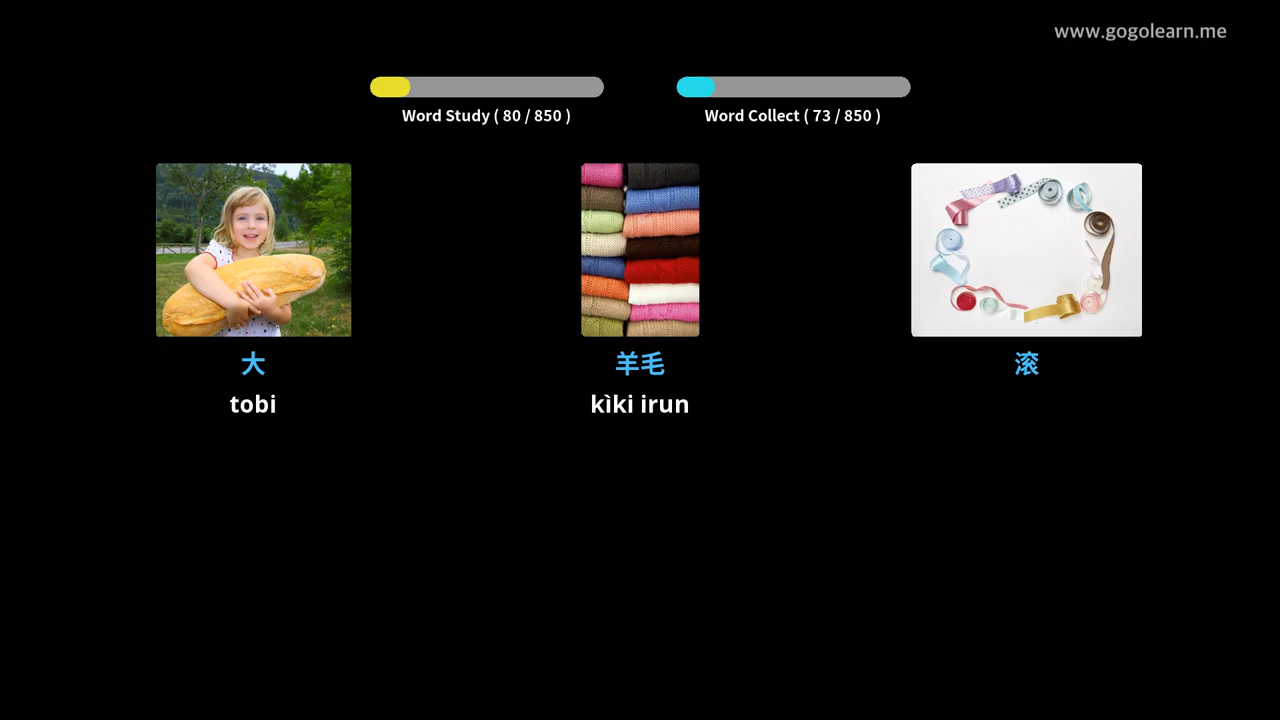 www.gogolearn.me
Word Study ( 80 / 850 )
Word Collect ( 73 / 850 )
大
羊毛
滚
tobi
kìki irun